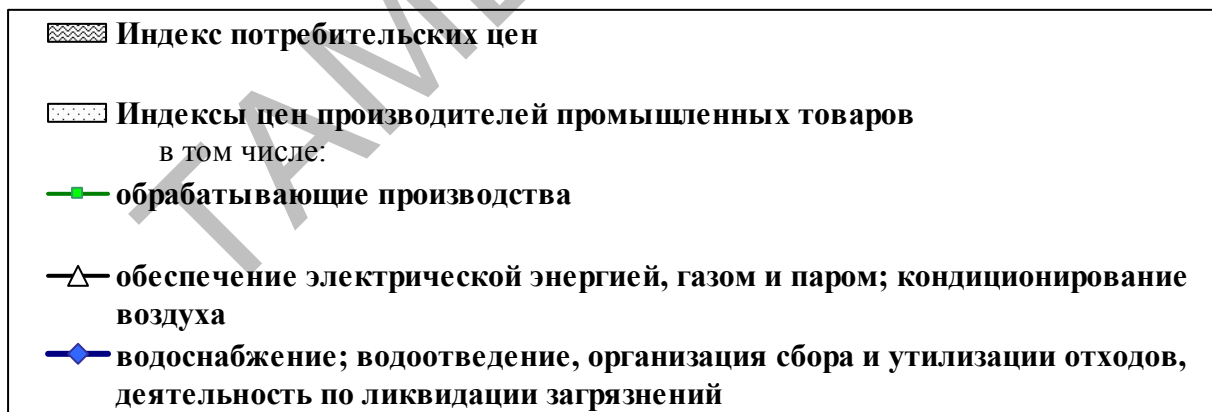 Индекс потребительских цен
Индексы цен производителей промышленных товаров
в том числе:
обрабатывающие производства
обеспечение электрической энергией, газом и паром; кондиционирование
воздуха
водоснабжение; водоотведение, организация сбора и утилизации отходов,
деятельность по ликвидации загрязнений